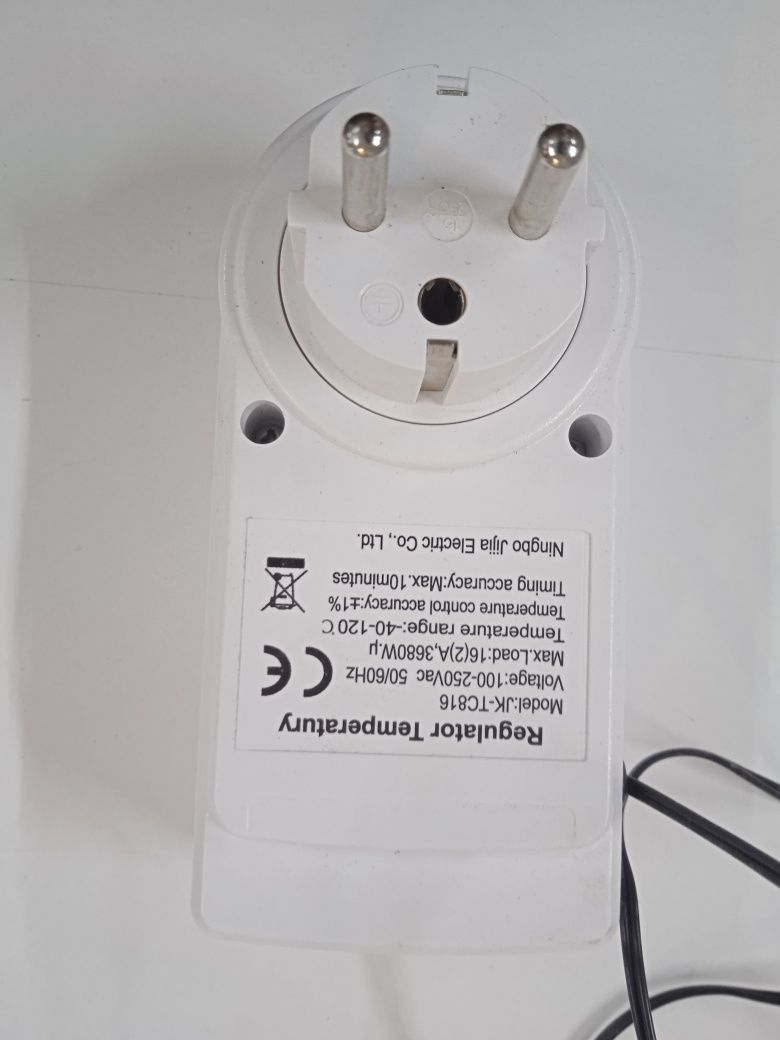 Regulator Temperatury
Model:JK-TC816
Voltage:100-250Vac 50/60Hz
Max.Load:16(2)A,3680W.μ
Temperature range:-40-120℃
Temperature control accuracy:±1%
Timing accuracy:Max.10minutes
Ningbo Jijia Electric Co., Ltd.
CE